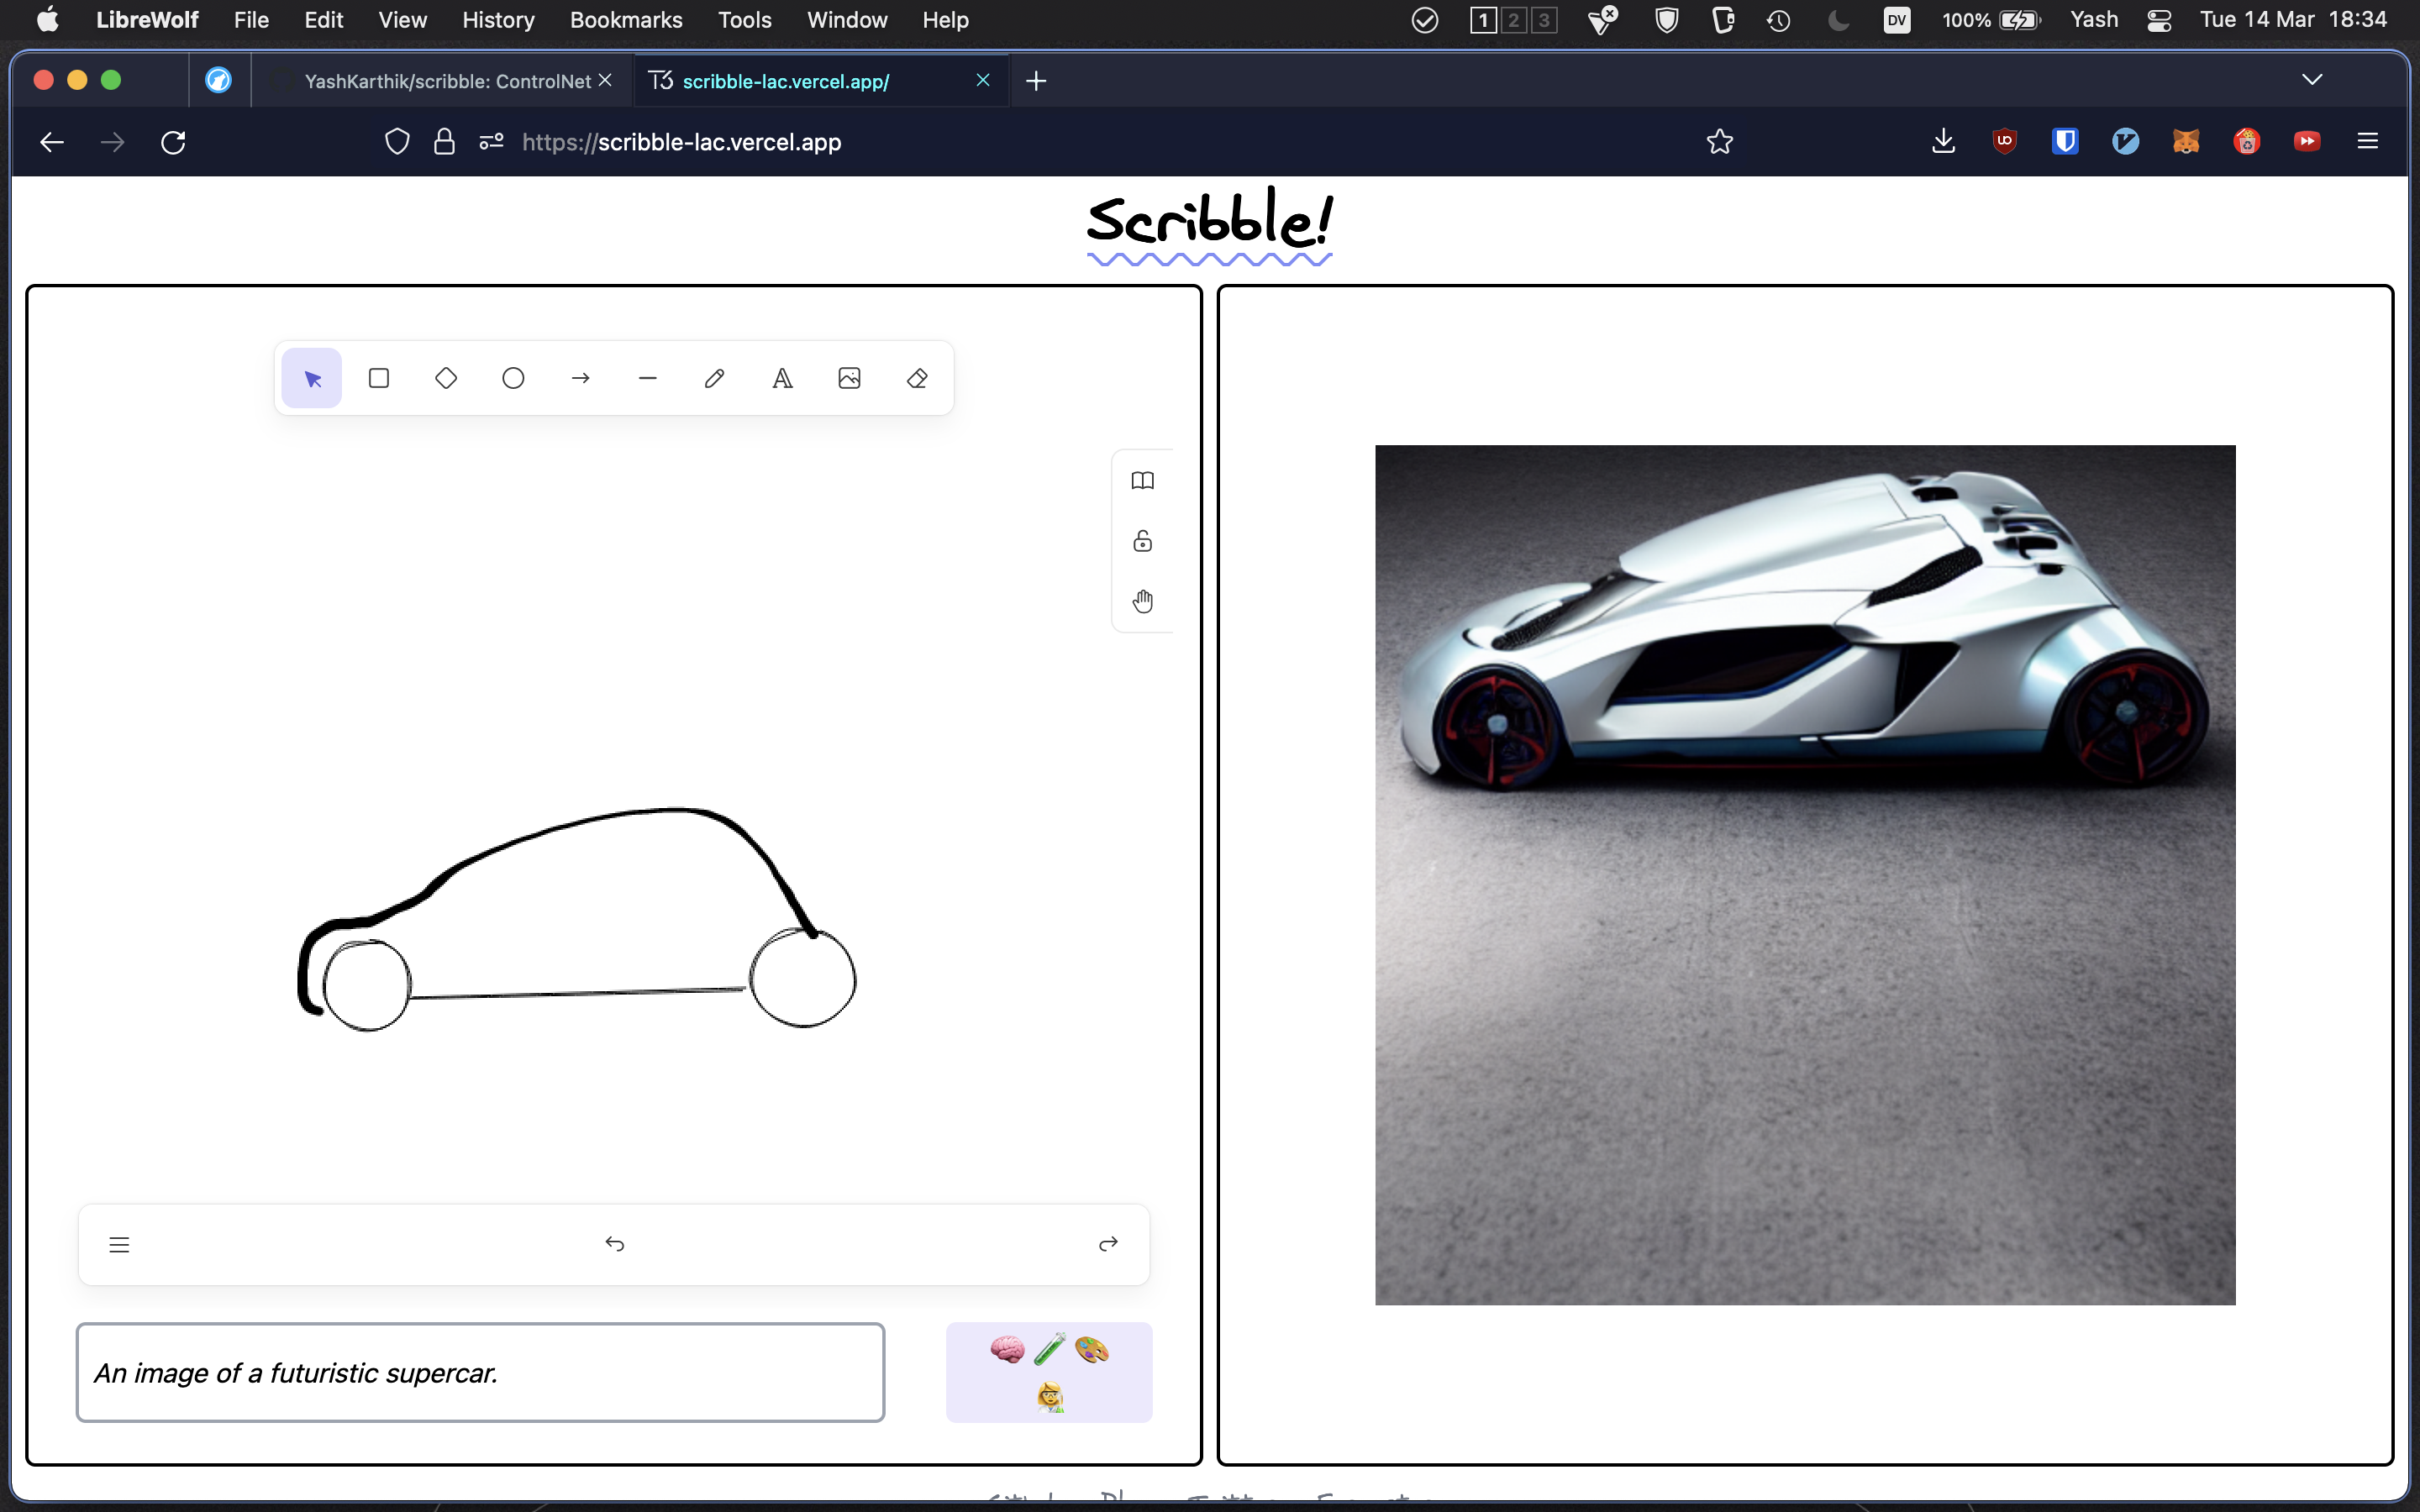 LibreWolf File Edit View History Bookmarks Tools Window Help 1 2 3 DV 100% Yash Tue 14 Mar 18:34
YashKarthik/scribble: ControlNet T3 scribble-lac.vercel.app/
https://scribble-lac.vercel.app
Scribble!
An image of a futuristic supercar.